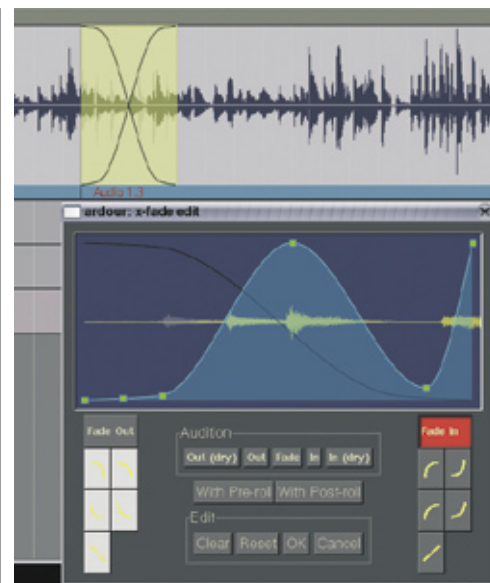 Audio 1.3
ardour: x-fade edit
Fade Out
Audition
Fade In
Out (dry) Out Fade In In (dry)
With Pre-roll With Post-roll
Edit
Clear Reset OK Cancel